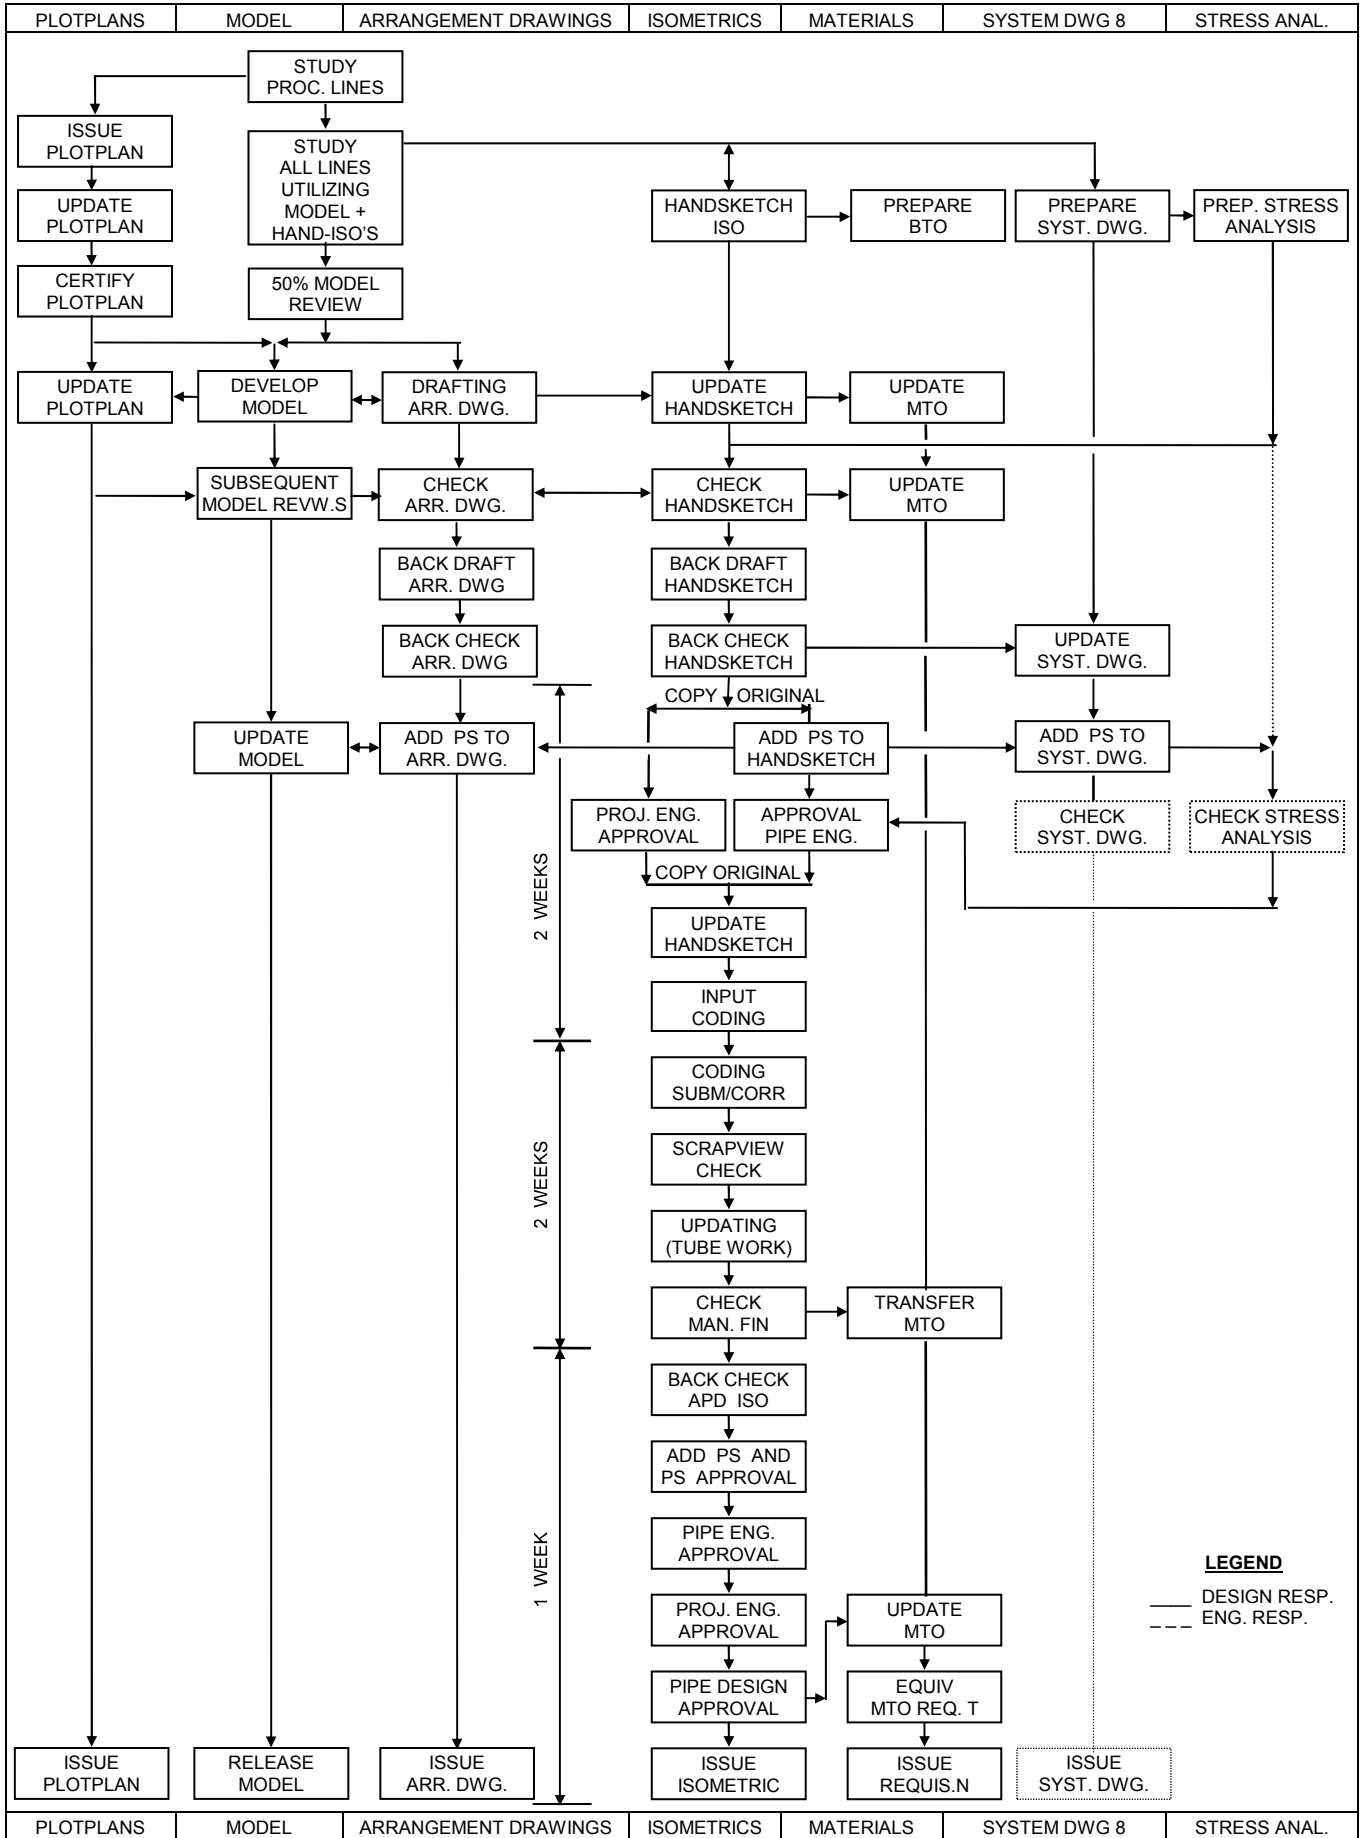 PLOTPLANS
MODEL
ARRANGEMENT DRAWINGS
ISOMETRICS
MATERIALS
SYSTEM DWG 8
STRESS ANAL.
STUDY
PROC. LINES
ISSUE
PLOTPLAN
STUDY
ALL LINES
UTILIZING
MODEL +
HAND-ISO'S
UPDATE
PLOTPLAN
HANDSKETCH
ISO
PREPARE
BTO
PREPARE
SYST. DWG.
PREP. STRESS
ANALYSIS
CERTIFY
PLOTPLAN
50% MODEL
REVIEW
UPDATE
PLOTPLAN
DEVELOP
MODEL
DRAFTING
ARR. DWG.
UPDATE
HANDSKETCH
UPDATE
MTO
SUBSEQUENT
MODEL REVW.S
CHECK
ARR. DWG.
CHECK
HANDSKETCH
UPDATE
MTO
BACK DRAFT
ARR. DWG
BACK DRAFT
HANDSKETCH
BACK CHECK
ARR. DWG
BACK CHECK
HANDSKETCH
UPDATE
SYST. DWG.
COPY ORIGINAL
UPDATE
MODEL
ADD PS TO
ARR. DWG.
ADD PS TO
HANDSKETCH
ADD PS TO
SYST. DWG.
PROJ. ENG.
APPROVAL
APPROVAL
PIPE ENG.
CHECK
SYST. DWG.
CHECK STRESS
ANALYSIS
COPY ORIGINAL
2 WEEKS
UPDATE
HANDSKETCH
INPUT
CODING
CODING
SUBM/CORR
SCRAPVIEW
CHECK
2 WEEKS
UPDATING
(TUBE WORK)
CHECK
MAN. FIN
TRANSFER
MTO
BACK CHECK
APD ISO
ADD PS AND
PS APPROVAL
PIPE ENG.
APPROVAL
1 WEEK
LEGEND
DESIGN RESP.
ENG. RESP.
PROJ. ENG.
APPROVAL
UPDATE
MTO
PIPE DESIGN
APPROVAL
EQUIV
MTO REQ. T
ISSUE
PLOTPLAN
RELEASE
MODEL
ISSUE
ARR. DWG.
ISSUE
ISOMETRIC
ISSUE
REQUIS.N
ISSUE
SYST. DWG.
PLOTPLANS
MODEL
ARRANGEMENT DRAWINGS
ISOMETRICS
MATERIALS
SYSTEM DWG 8
STRESS ANAL.